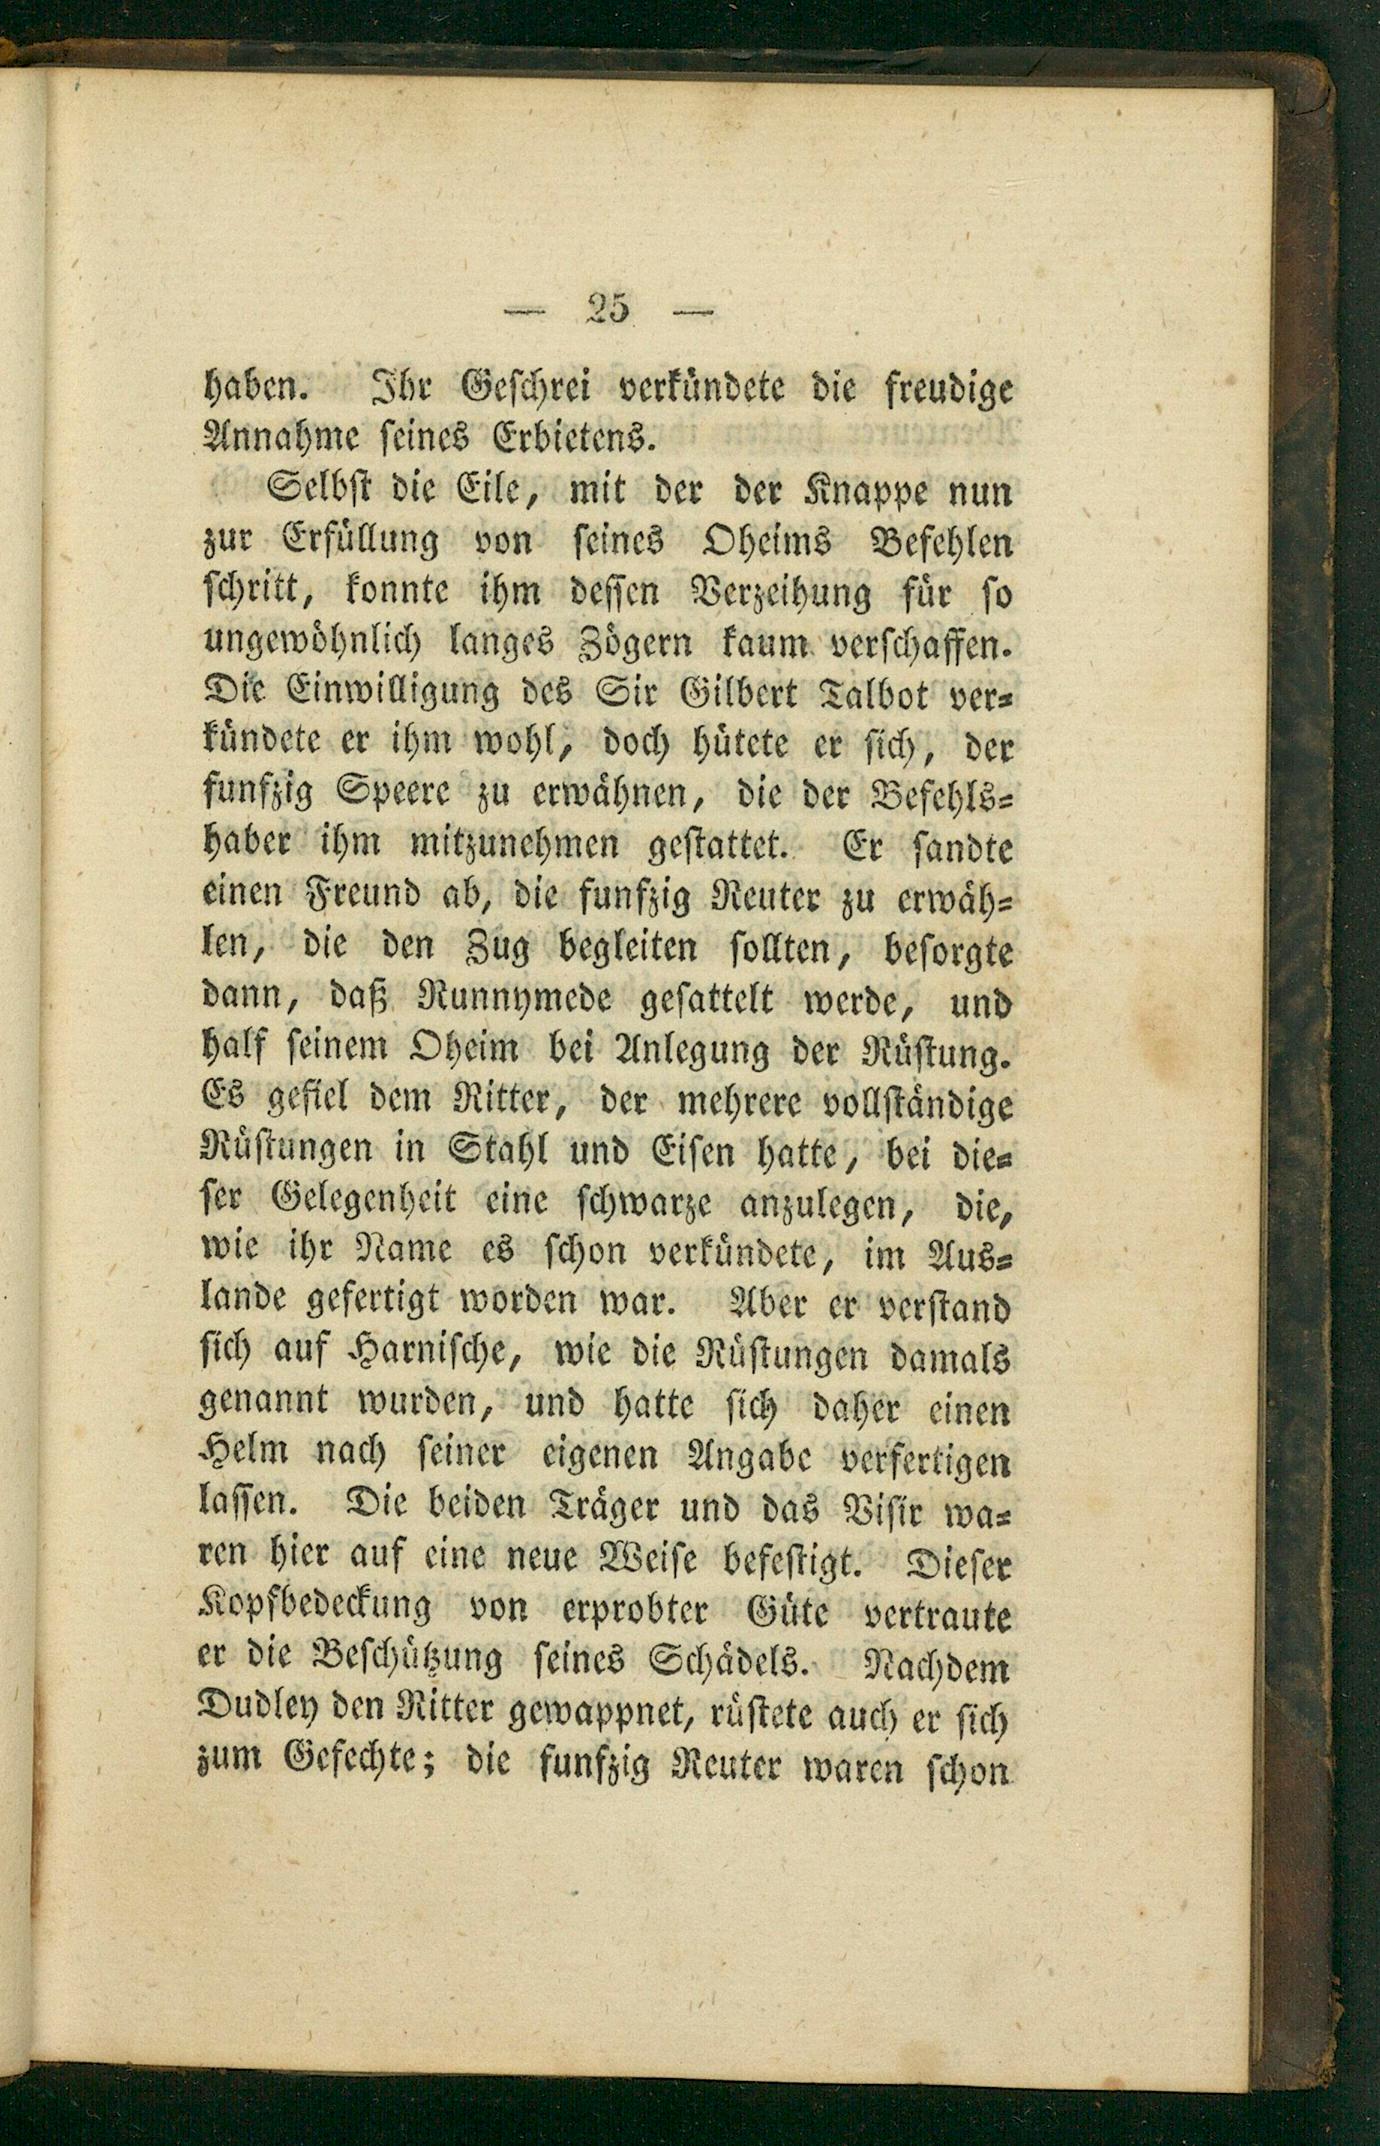 — 25 —
haben. Ihr Geschrei verkündete die freudige
Annahme seines Erbietens.
Selbst die Eile, mit der der Knappe nun
zur Erfüllung von seines Oheims Befehlen
schritt, konnte ihm dessen Verzeihung für so
ungewöhnlich langes Zögern kaum verschaffen.
Die Einwilligung des Sir Gilbert Talbot ver=
kündete er ihm wohl, doch hütete er sich, der
funfzig Speere zu erwähnen, die der Befehls=
haber ihm mitzunehmen gestattet. Er sandte
einen Freund ab, die funfzig Reuter zu erwäh=
len, die den Zug begleiten sollten, besorgte
dann, daß Runnymede gesattelt werde, und
half seinem Oheim bei Anlegung der Rüstung.
Es gefiel dem Ritter, der mehrere vollständige
Rüstungen in Stahl und Eisen hatte, bei die=
ser Gelegenheit eine schwarze anzulegen, die,
wie ihr Name es schon verkündete, im Aus=
lande gefertigt worden war. Aber er verstand
sich auf Harnische, wie die Rüstungen damals
genannt wurden, und hatte sich daher einen
Helm nach seiner eigenen Angabe verfertigen
lassen. Die beiden Träger und das Visir wa=
ren hier auf eine neue Weise befestigt. Dieser
Kopfbedeckung von erprobter Güte vertraute
er die Beschützung seines Schädels. Nachdem
Dudley den Ritter gewappnet, rüstete auch er sich
zum Gefechte; die funfzig Reuter waren schon